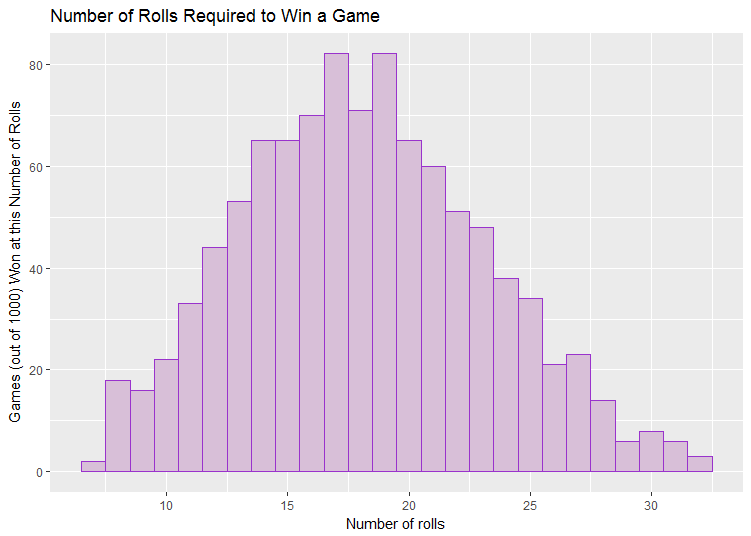 Number of Rolls Required to Win a Game
Games (out of 1000) Won at this Number of Rolls
80
60
40
20
0
10 15 20 25 30
Number of rolls